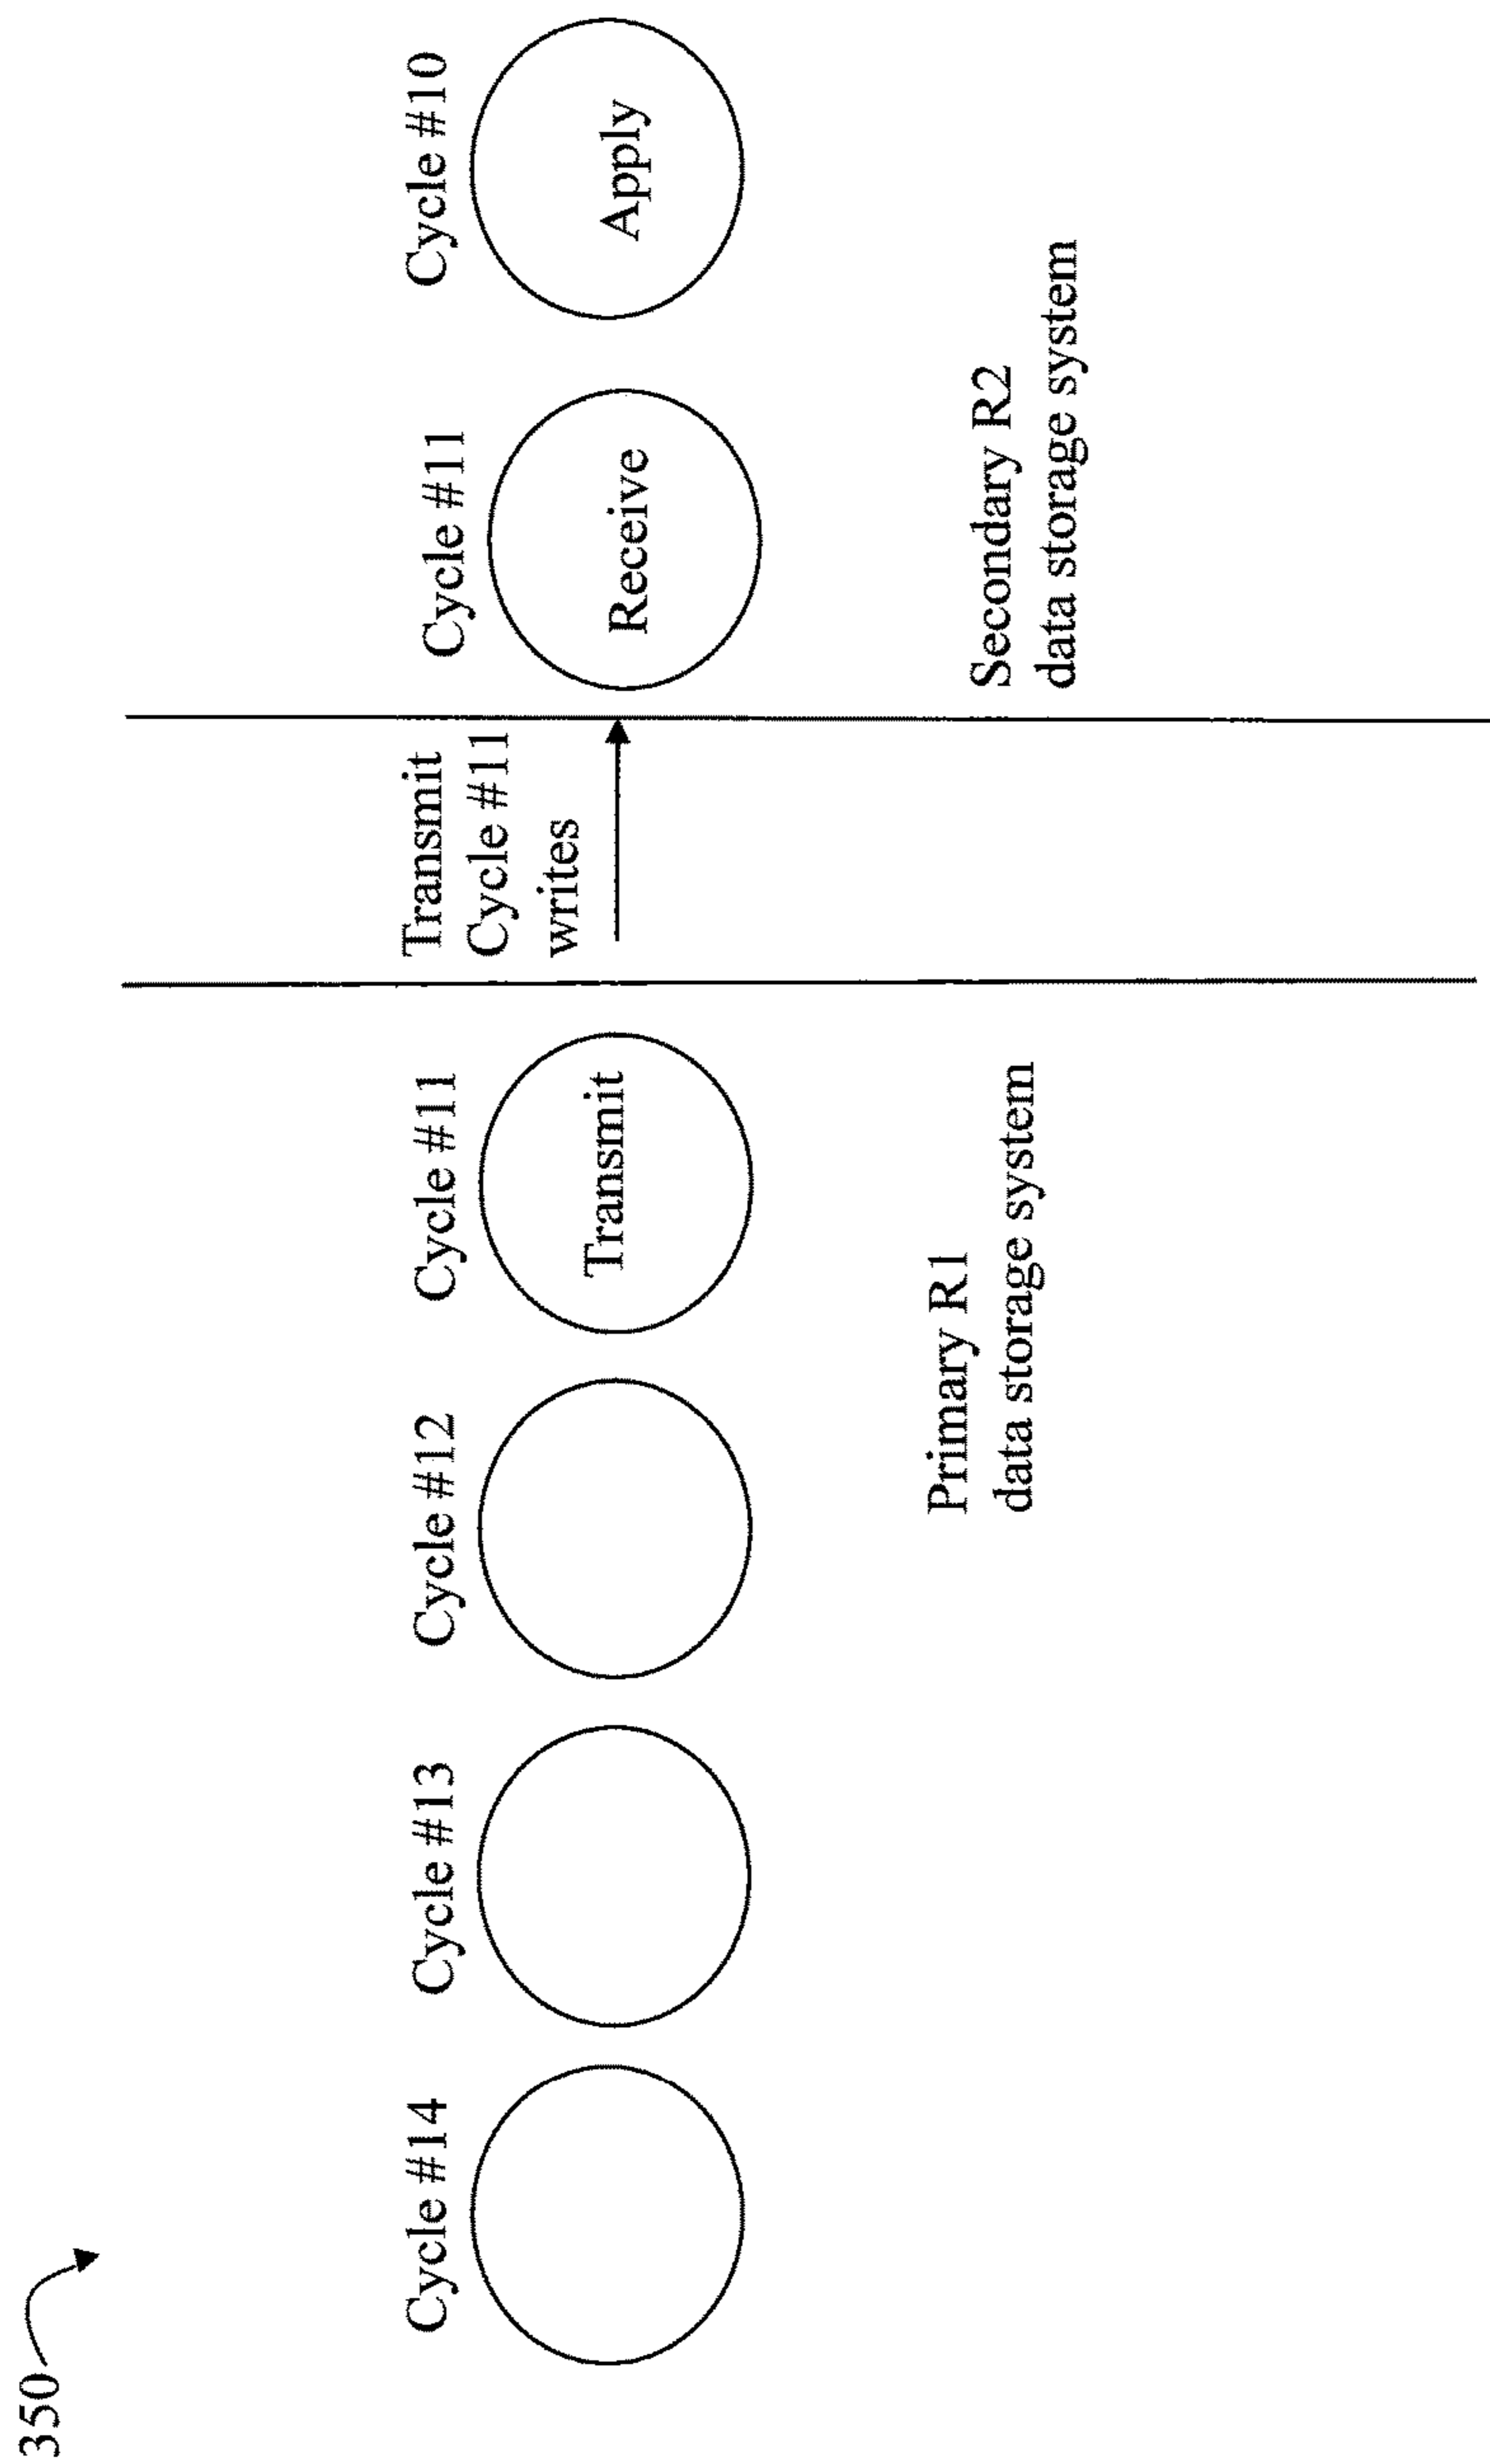 350
Cycle #14
Cycle #13
Cycle #12
Cycle #11
Transmit
Cycle #11
writes
Cycle #11
Cycle #10
Transmit
Receive
Apply
Primary R1
data storage system
Secondary R2
data storage system